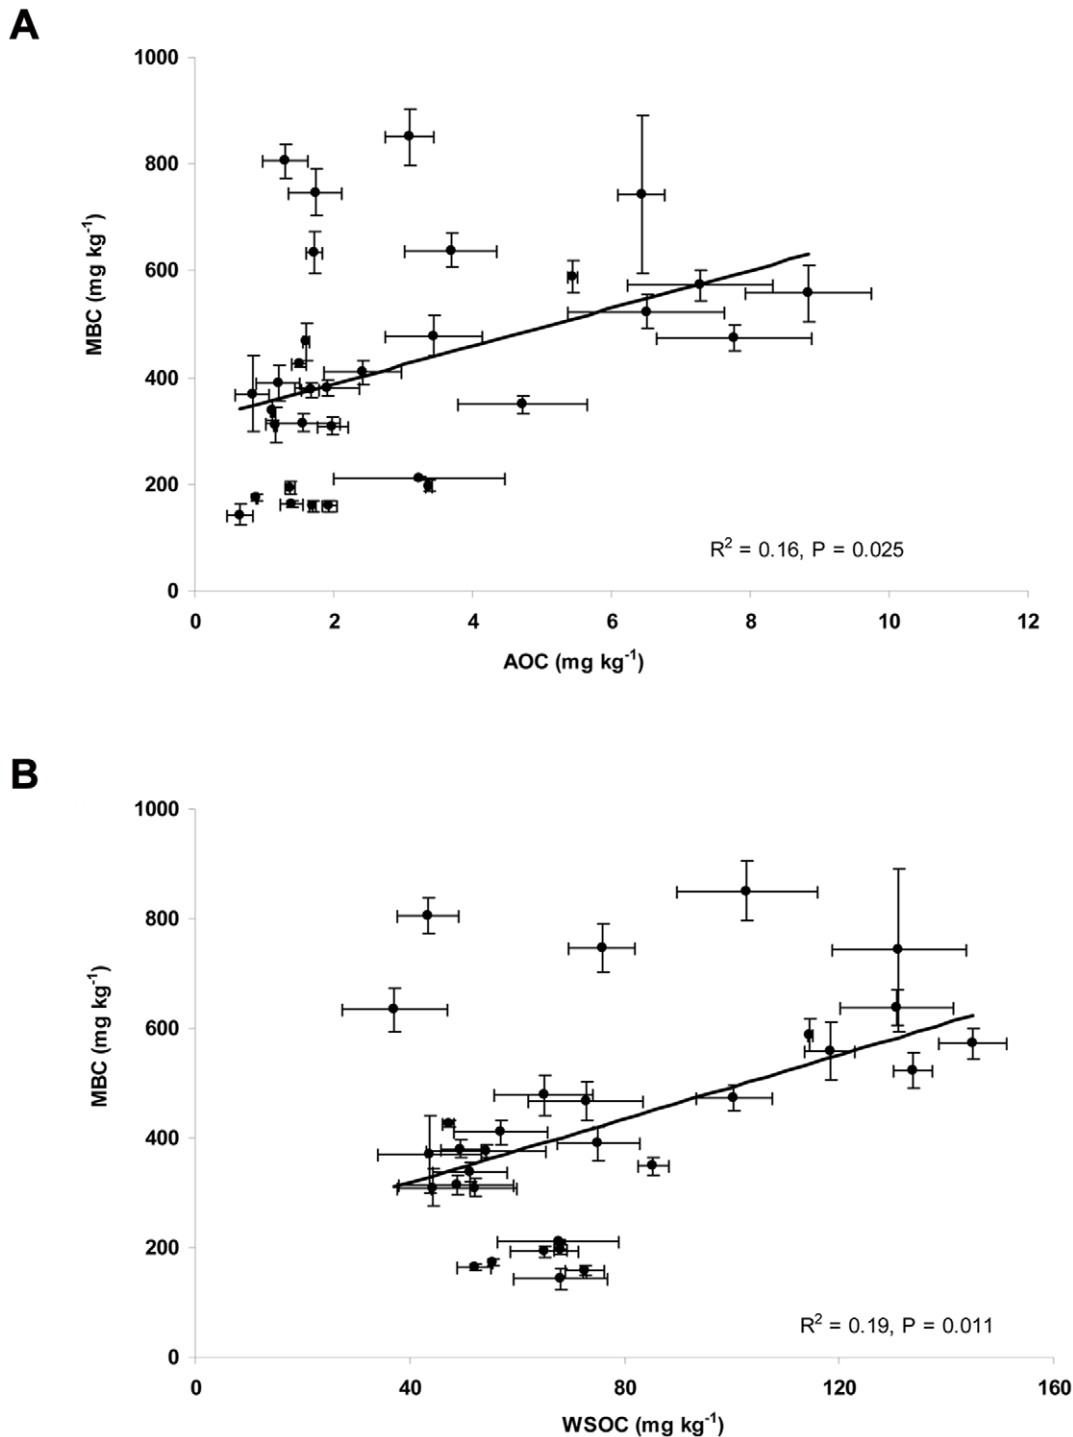 A
1000
800
600
400
200
0
MBC (mg kg⁻¹)
0 2 4 6 8 10 12
AOC (mg kg⁻¹)
R² = 0.16, P = 0.025
B
1000
800
600
400
200
0
MBC (mg kg⁻¹)
0 40 80 120 160
WSOC (mg kg⁻¹)
R² = 0.19, P = 0.011